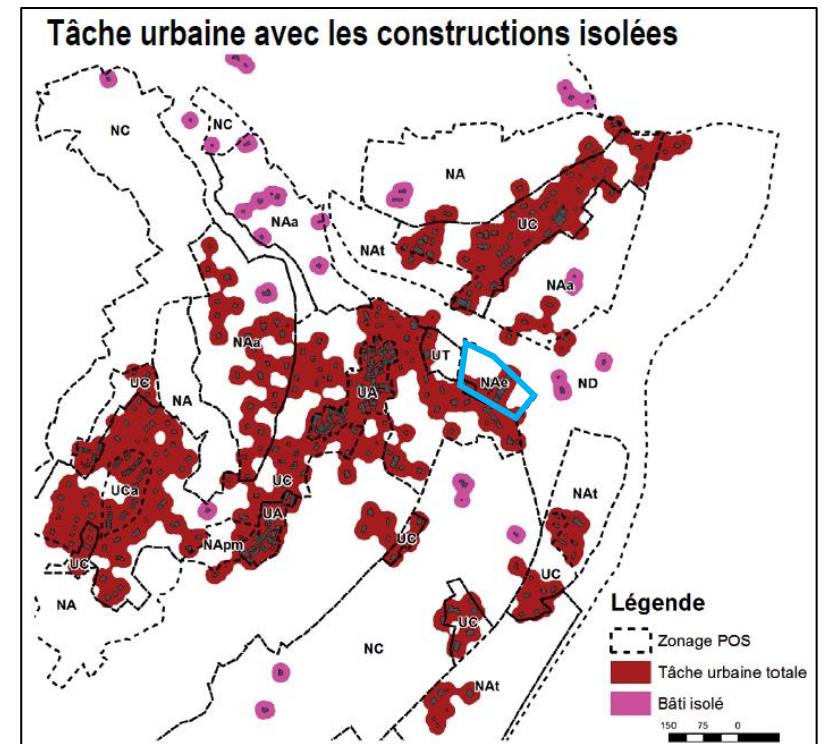 Tâche urbaine avec les constructions isolées
NC
NC
NA
NAa
UC
NAt
NAa
NAa
UT
UC
NA
NAe
ND
UA
UCa
UC
NAt
UA
NApm
UC
UC
UC
NA
UC
NC
NAt
Légende
Zonage POS
Tâche urbaine totale
Bâti isolé
150 75 0